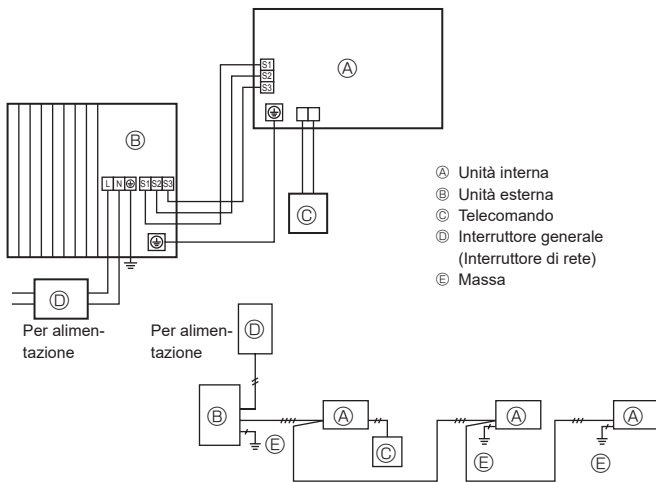 S1
S2
S3
Ⓐ
Ⓑ
L N S1 S2 S3
Ⓒ
Ⓓ
Per alimen-
tazione
Ⓐ Unità interna
Ⓑ Unità esterna
Ⓒ Telecomando
Ⓓ Interruttore generale
(Interruttore di rete)
Ⓔ Massa
Per alimen-
tazione
Ⓓ
Ⓑ
Ⓔ
Ⓐ
Ⓒ
Ⓐ
Ⓔ
Ⓐ
Ⓔ